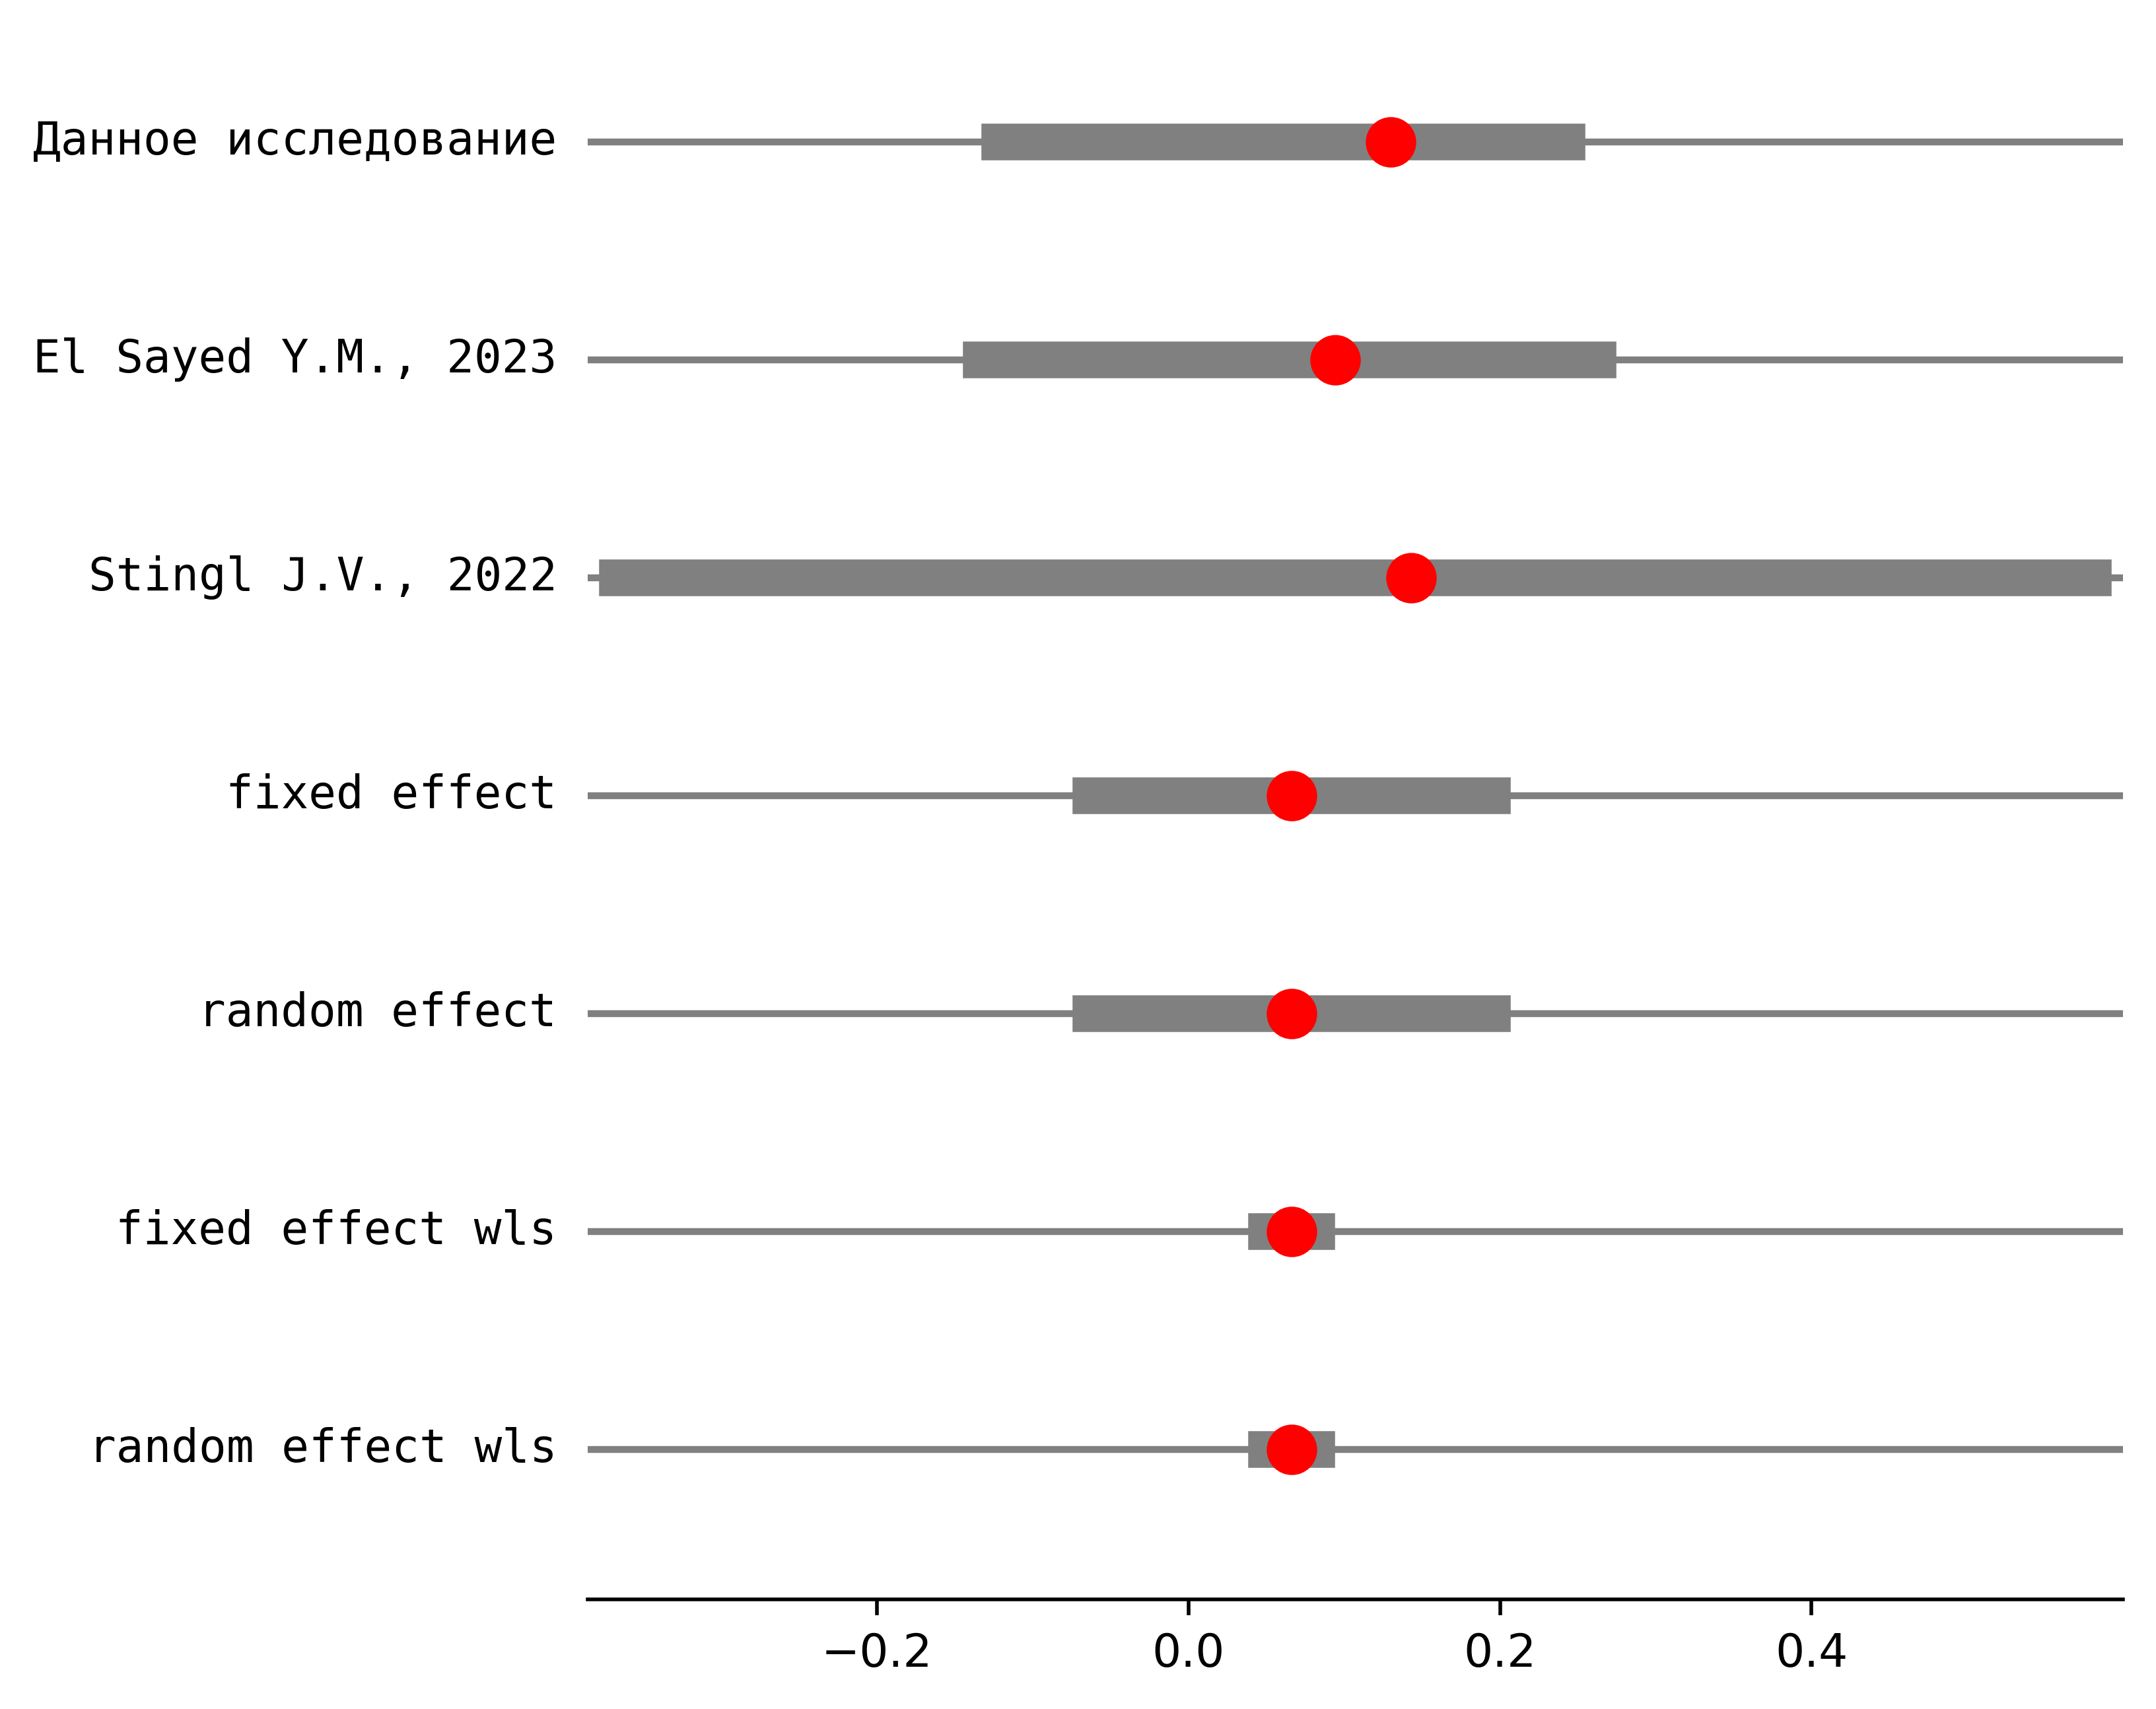 Данное исследование
El Sayed Y.M., 2023
Stingl J.V., 2022
fixed effect
random effect
fixed effect wls
random effect wls
−0.2 0.0 0.2 0.4